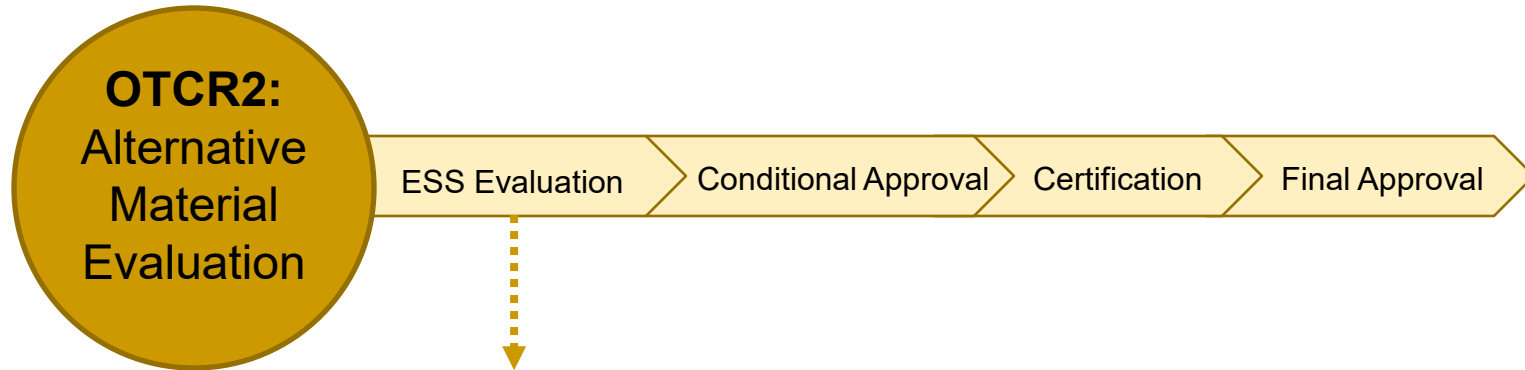 OTCR2:
Alternative
Material
Evaluation
ESS Evaluation
Conditional Approval
Certification
Final Approval